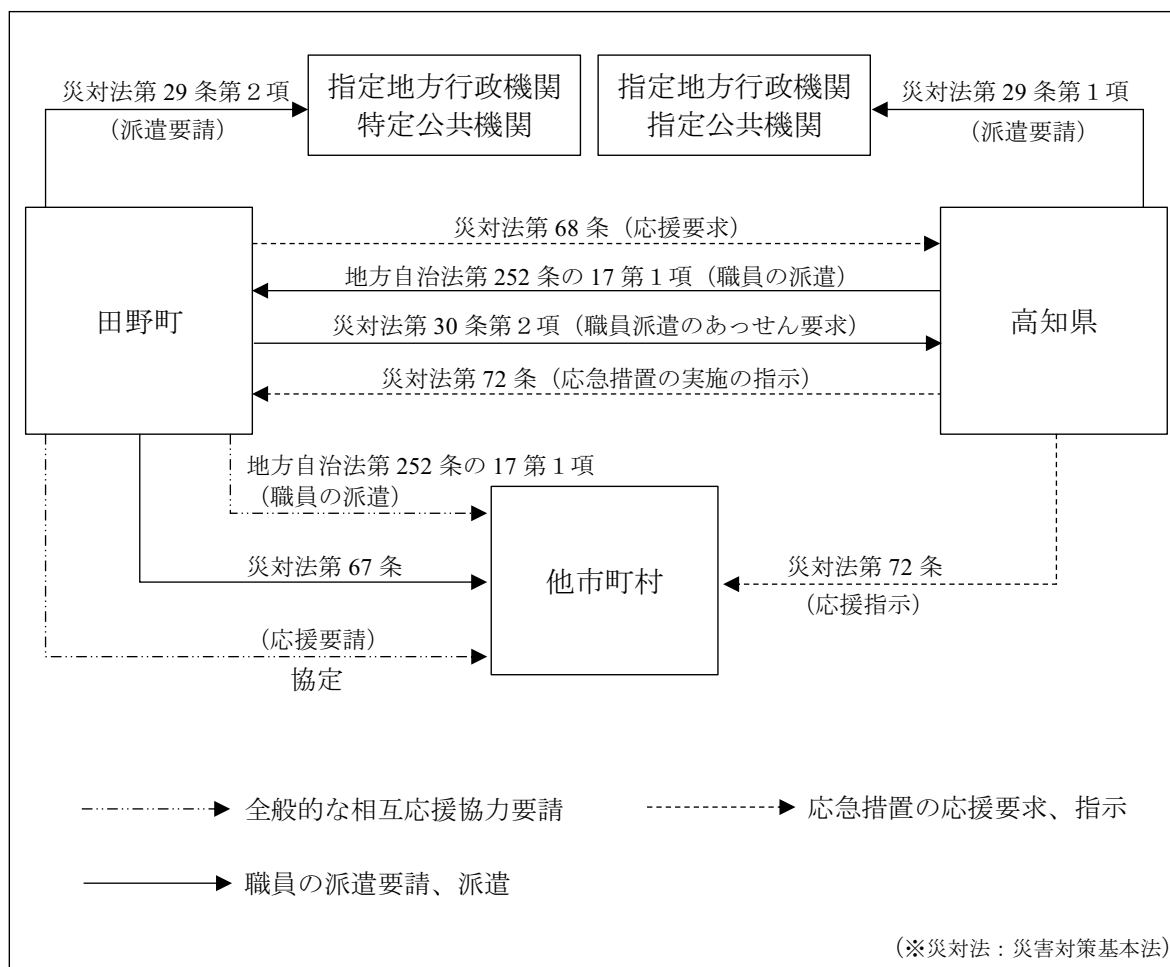 災対法第 29 条第２項
(派遣要請)
指定地方行政機関
特定公共機関
指定地方行政機関
指定公共機関
災対法第 29 条第１項
(派遣要請)
田野町
災対法第 68 条（応援要求）
地方自治法第 252 条の 17 第１項（職員の派遣）
災対法第 30 条第２項（職員派遣のあっせん要求）
災対法第 72 条（応急措置の実施の指示）
高知県
地方自治法第 252 条の 17 第１項
（職員の派遣）
災対法第 67 条
（応援要請）
協定
他市町村
災対法第 72 条
（応援指示）
全般的な相互応援協力要請
応急措置の応援要求、指示
職員の派遣要請、派遣
（※災対法：災害対策基本法）